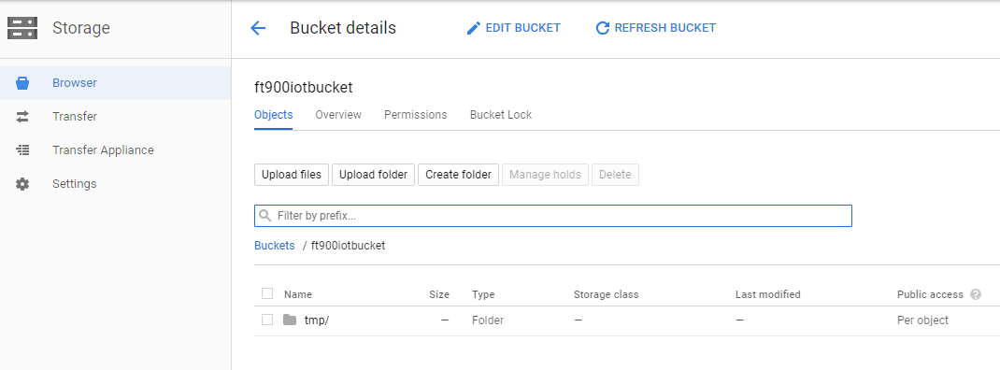 Storage
Bucket details
EDIT BUCKET
REFRESH BUCKET
Browser
Transfer
Transfer Appliance
Settings
ft900iotbucket
Objects Overview Permissions Bucket Lock
Upload files Upload folder Create folder Manage holds Delete
Filter by prefix...
Buckets / ft900iotbucket
Name Size Type Storage class Last modified Public access ?
tmp/ — Folder — — Per object